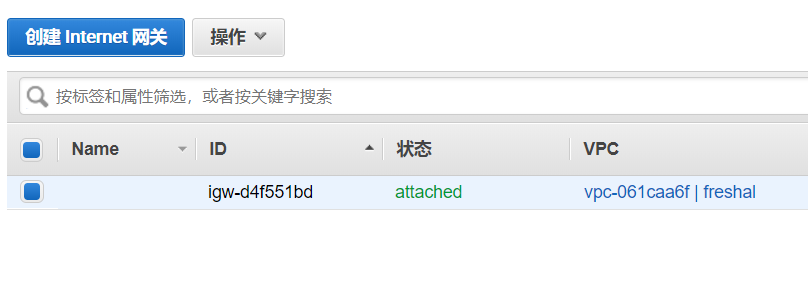 创建 Internet 网关 操作
按标签和属性筛选，或者按关键字搜索
Name ID 状态 VPC
igw-d4f551bd attached vpc-061caa6f | freshal